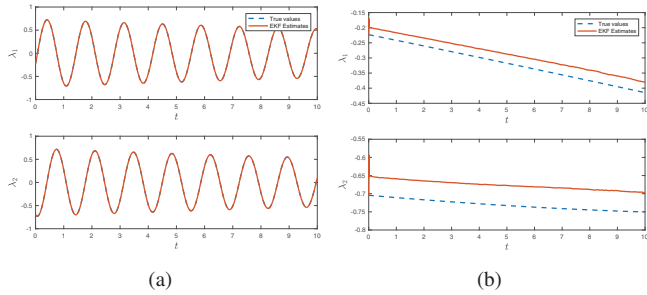 1
0.5
0
-0.5
-1
λ1
0 1 2 3 4 5 6 7 8 9 10
t
True values
EKF Estimates
1
0.5
0
-0.5
-1
λ2
0 1 2 3 4 5 6 7 8 9 10
t
(a)
-0.15
-0.2
-0.25
-0.3
-0.35
-0.4
-0.45
λ1
0 1 2 3 4 5 6 7 8 9 10
t
True values
EKF Estimates
-0.55
-0.6
-0.65
-0.7
-0.75
-0.8
λ2
0 1 2 3 4 5 6 7 8 9 10
t
(b)